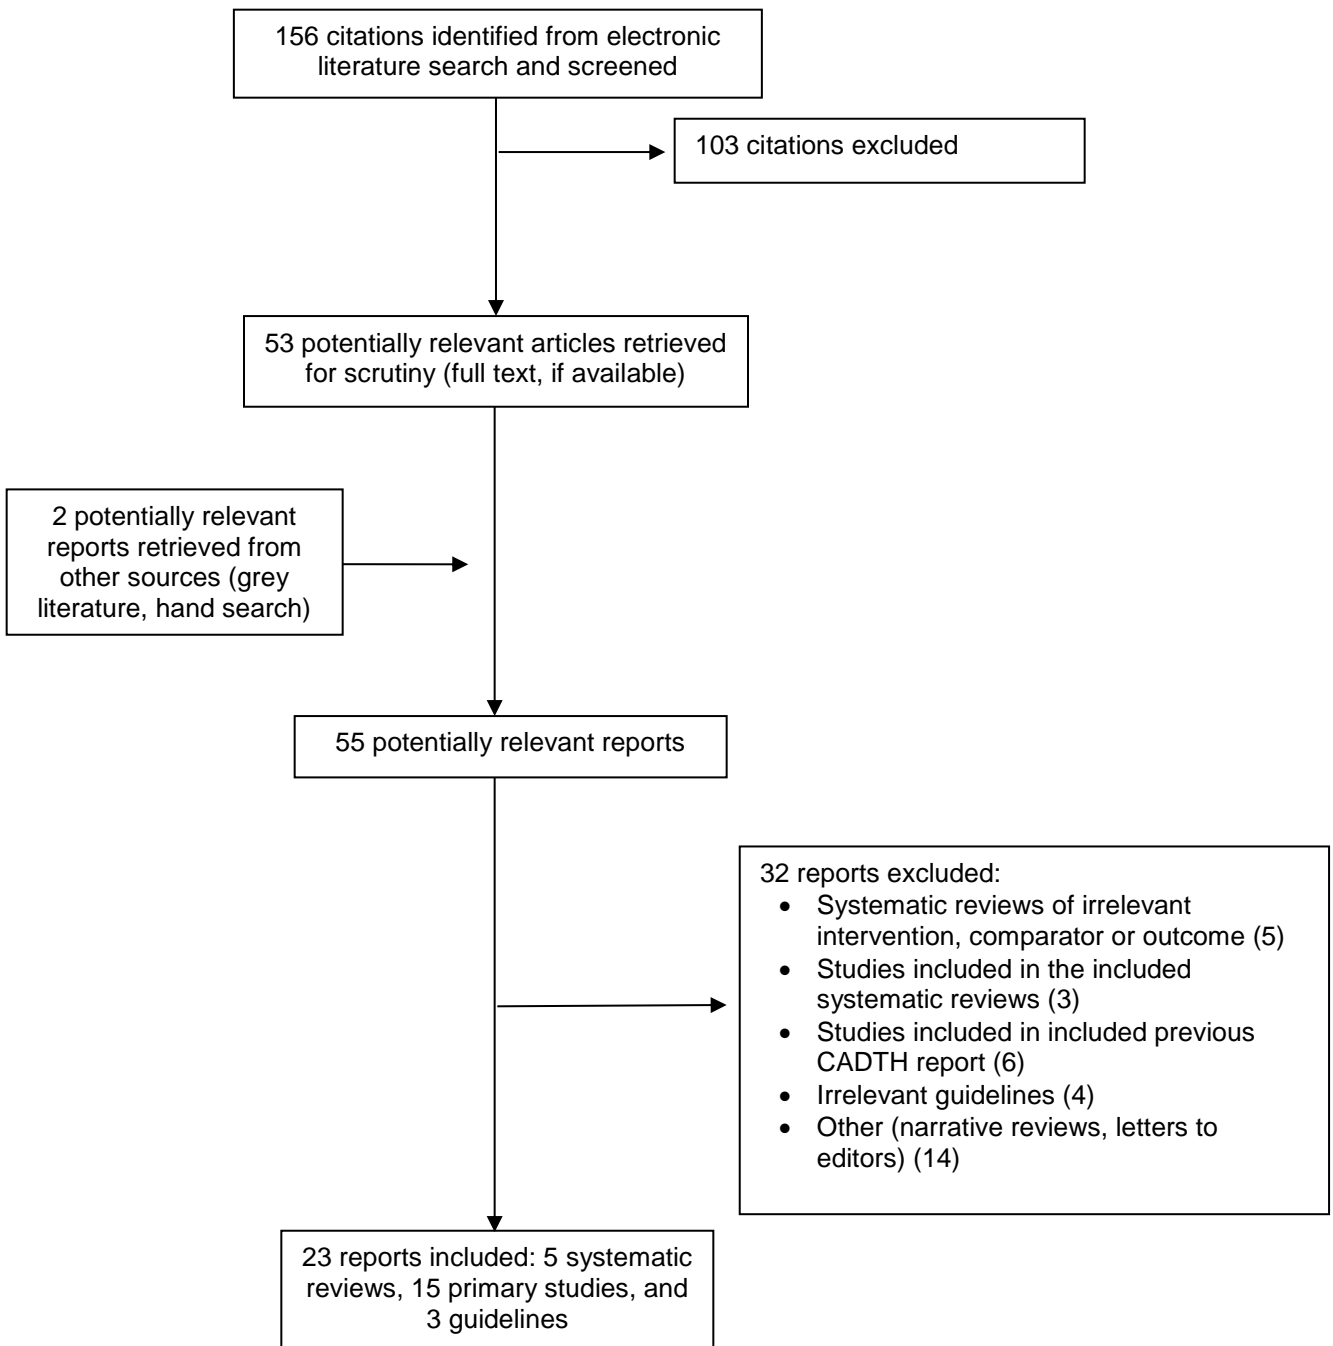 156 citations identified from electronic
literature search and screened
103 citations excluded
53 potentially relevant articles retrieved
for scrutiny (full text, if available)
2 potentially relevant
reports retrieved from
other sources (grey
literature, hand search)
55 potentially relevant reports
32 reports excluded:
• Systematic reviews of irrelevant
intervention, comparator or outcome (5)
• Studies included in the included
systematic reviews (3)
• Studies included in included previous
CADTH report (6)
• Irrelevant guidelines (4)
• Other (narrative reviews, letters to
editors) (14)
23 reports included: 5 systematic
reviews, 15 primary studies, and
3 guidelines